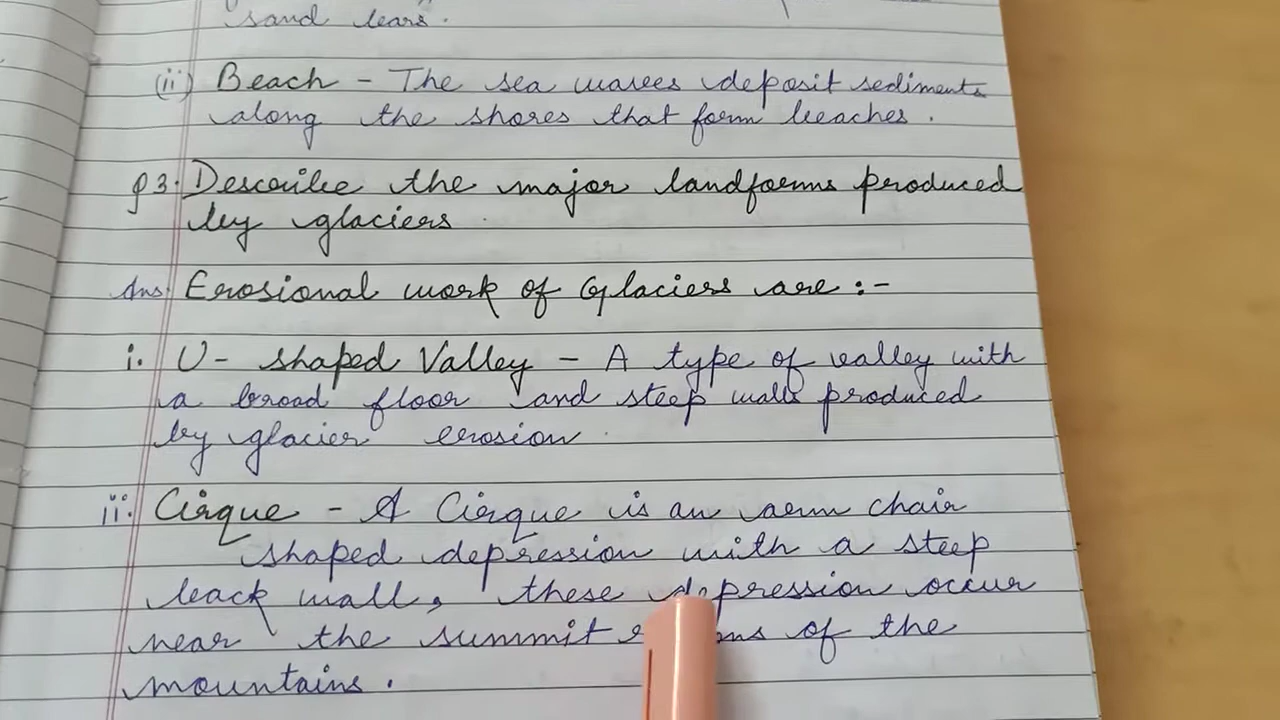 sand bars.
(ii) Beach - The sea waves deposit sediments
along the shores that form beaches.
Q3. Describe the major landforms produced
by glaciers.
Ans. Erosional work of Glaciers are :-
i. U- shaped Valley - A type of valley with
a broad floor and steep walls produced
by glacier erosion.
ii. Cirque - A Cirque is an arm chair
shaped depression with a steep
back wall, these depression occur
near the summit of the
mountains.